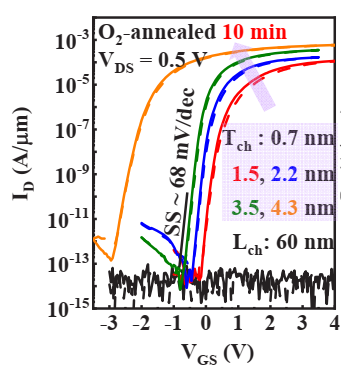 O2-annealed 10 min
VDS = 0.5 V
SS ~ 68 mV/dec
Tch : 0.7 nm
1.5, 2.2 nm
3.5, 4.3 nm
Lch: 60 nm
ID (A/μm)
10-3
10-5
10-7
10-9
10-11
10-13
10-15
-3 -2 -1 0 1 2 3 4
VGS (V)